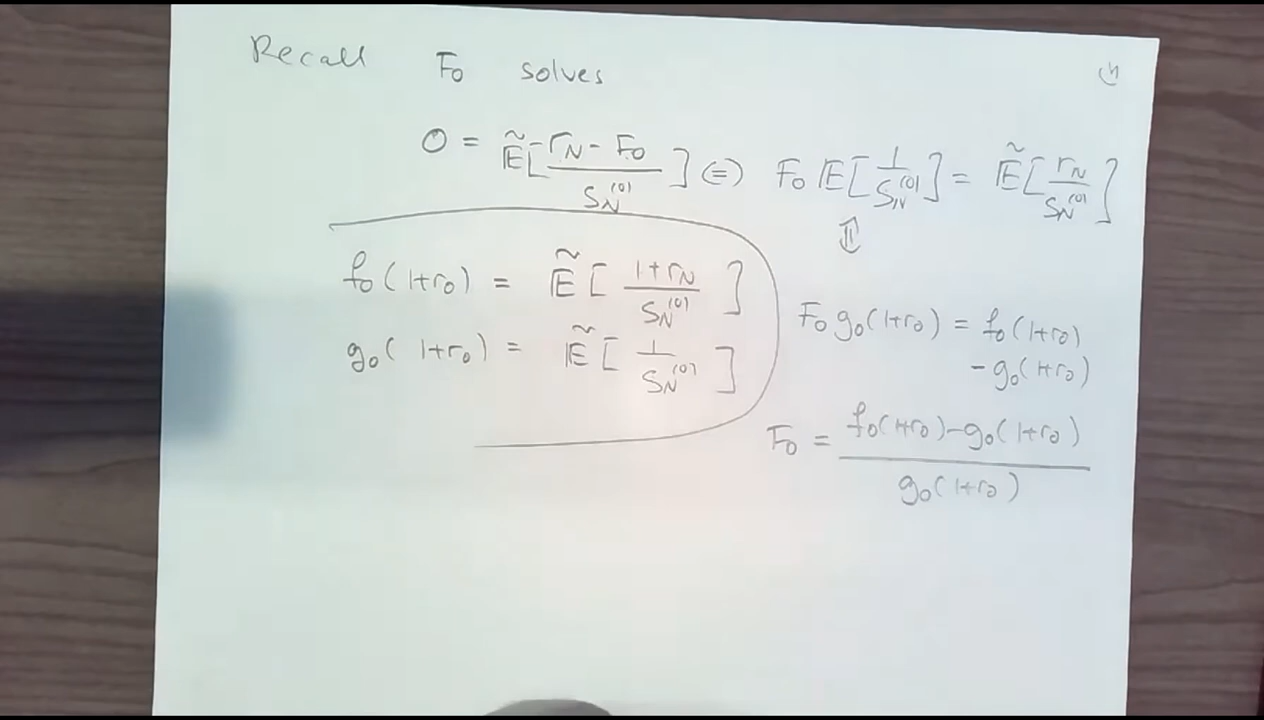 Recall F₀ solves
0 = Ẽ[(r_N - F₀)/S_N^(0)] ⇔ F₀ E[1/S_N^(0)] = Ẽ[r_N/S_N^(0)]
⇕
f₀(1+r₀) = Ẽ[(1+r_N)/S_N^(0)]
g₀(1+r₀) = Ẽ[1/S_N^(0)]
F₀ g₀(1+r₀) = f₀(1+r₀)
- g₀(1+r₀)
F₀ = (f₀(1+r₀) - g₀(1+r₀))/(g₀(1+r₀))